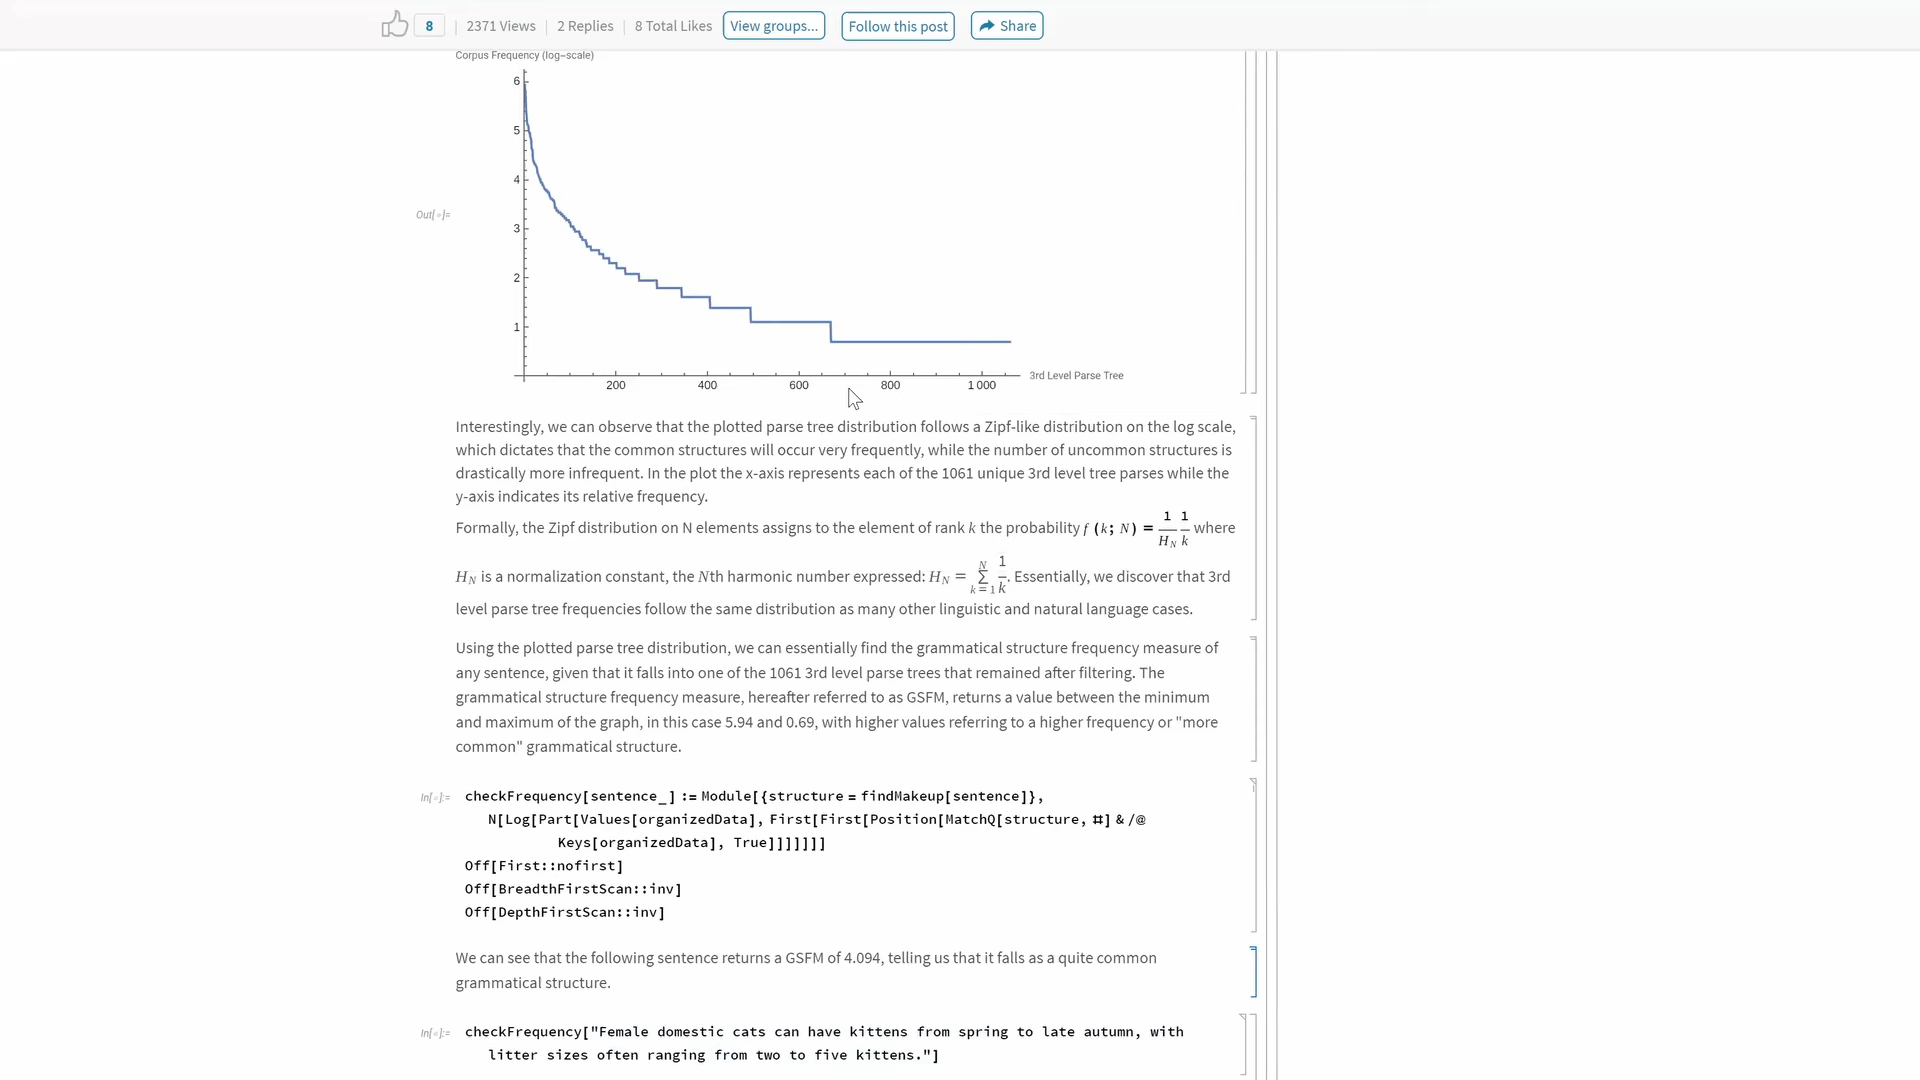 8 | 2371 Views | 2 Replies | 8 Total Likes View groups... Follow this post Share
Corpus Frequency (log-scale)
6
5
4
Out[•]=
3
2
1
3rd Level Parse Tree
200 400 600 800 1 000
Interestingly, we can observe that the plotted parse tree distribution follows a Zipf-like distribution on the log scale,
which dictates that the common structures will occur very frequently, while the number of uncommon structures is
drastically more infrequent. In the plot the x-axis represents each of the 1061 unique 3rd level tree parses while the
y-axis indicates its relative frequency.
Formally, the Zipf distribution on N elements assigns to the element of rank k the probability f (k; N) = 1/H_N 1/k where
H_N is a normalization constant, the Nth harmonic number expressed: H_N = ∑_{k=1}^{N} 1/k. Essentially, we discover that 3rd
level parse tree frequencies follow the same distribution as many other linguistic and natural language cases.
Using the plotted parse tree distribution, we can essentially find the grammatical structure frequency measure of
any sentence, given that it falls into one of the 1061 3rd level parse trees that remained after filtering. The
grammatical structure frequency measure, hereafter referred to as GSFM, returns a value between the minimum
and maximum of the graph, in this case 5.94 and 0.69, with higher values referring to a higher frequency or "more
common" grammatical structure.
In[•]:= checkFrequency[sentence_] := Module[{structure = findMakeup[sentence]},
N[Log[Part[Values[organizedData], First[First[Position[MatchQ[structure, #] & /@
Keys[organizedData], True]]]]]]]
Off[First::nofirst]
Off[BreadthFirstScan::inv]
Off[DepthFirstScan::inv]
We can see that the following sentence returns a GSFM of 4.094, telling us that it falls as a quite common
grammatical structure.
In[•]:= checkFrequency["Female domestic cats can have kittens from spring to late autumn, with
litter sizes often ranging from two to five kittens."]